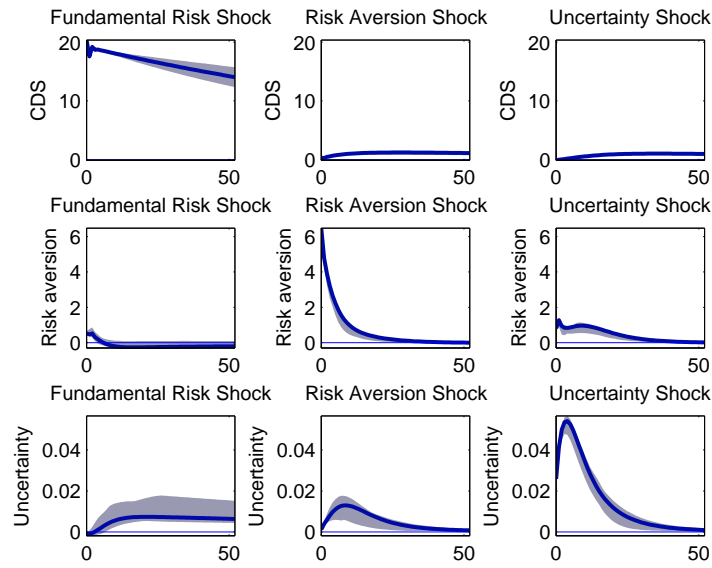 Fundamental Risk Shock Risk Aversion Shock Uncertainty Shock
20 20 20
CDS 10 CDS 10 CDS 10
0 0 0
0 50 0 50 0 50
Fundamental Risk Shock Risk Aversion Shock Uncertainty Shock
6 6 6
Risk aversion 4 Risk aversion 4 Risk aversion 4
2 2 2
0 0 0
0 50 0 50 0 50
Fundamental Risk Shock Risk Aversion Shock Uncertainty Shock
Uncertainty 0.04 Uncertainty 0.04 Uncertainty 0.04
0.02 0.02 0.02
0.00 0.00 0.00
0 50 0 50 0 50